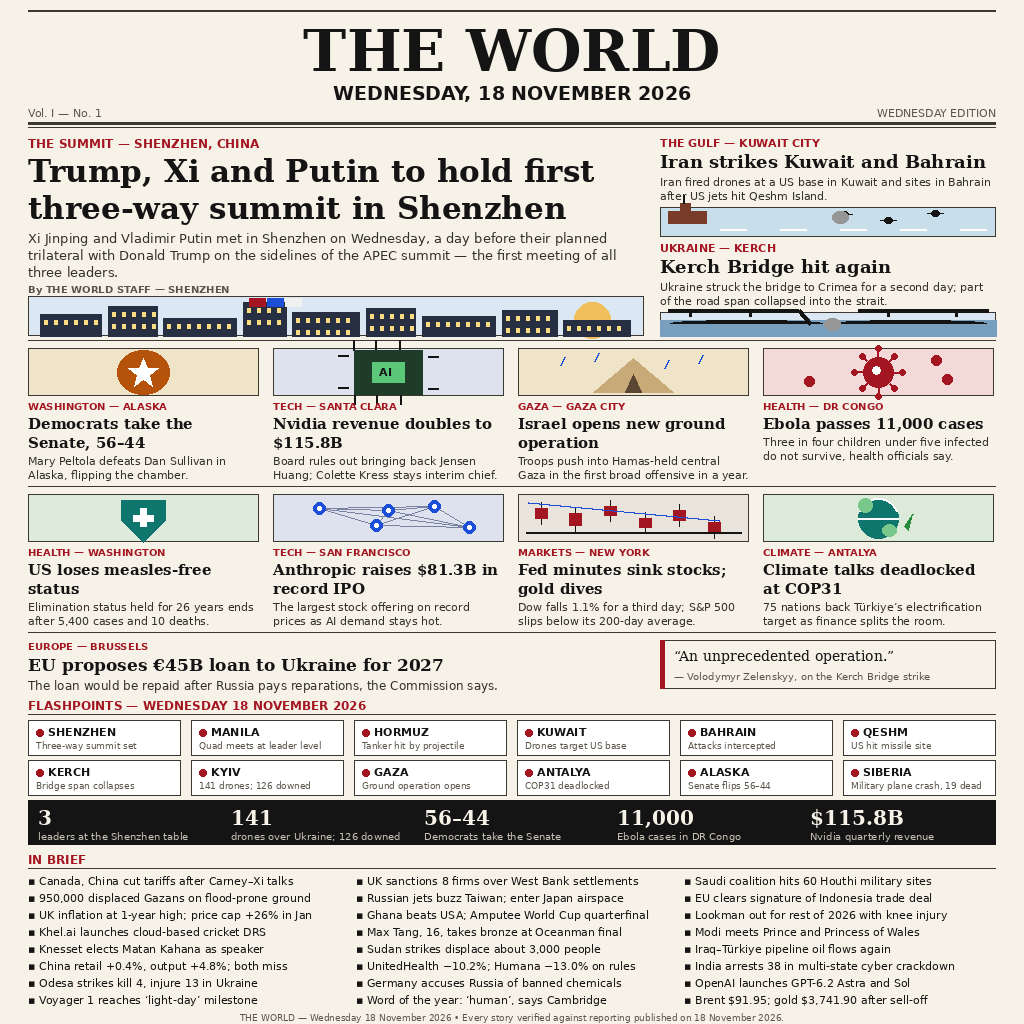 THE WORLD
WEDNESDAY, 18 NOVEMBER 2026
Vol. I — No. 1
WEDNESDAY EDITION
THE SUMMIT — SHENZHEN, CHINA
Trump, Xi and Putin to hold first
three-way summit in Shenzhen
Xi Jinping and Vladimir Putin met in Shenzhen on Wednesday, a day before their planned
trilateral with Donald Trump on the sidelines of the APEC summit — the first meeting of all
three leaders.
By THE WORLD STAFF — SHENZHEN
THE GULF — KUWAIT CITY
Iran strikes Kuwait and Bahrain
Iran fired drones at a US base in Kuwait and sites in Bahrain
after US jets hit Qeshm Island.
UKRAINE — KERCH
Kerch Bridge hit again
Ukraine struck the bridge to Crimea for a second day; part
of the road span collapsed into the strait.
WASHINGTON — ALASKA
Democrats take the
Senate, 56–44
Mary Peltola defeats Dan Sullivan in
Alaska, flipping the chamber.
AI
TECH — SANTA CLARA
Nvidia revenue doubles to
$115.8B
Board rules out bringing back Jensen
Huang; Colette Kress stays interim chief.
GAZA — GAZA CITY
Israel opens new ground
operation
Troops push into Hamas-held central
Gaza in the first broad offensive in a year.
HEALTH — DR CONGO
Ebola passes 11,000 cases
Three in four children under five infected
do not survive, health officials say.
HEALTH — WASHINGTON
US loses measles-free
status
Elimination status held for 26 years ends
after 5,400 cases and 10 deaths.
TECH — SAN FRANCISCO
Anthropic raises $81.3B in
record IPO
The largest stock offering on record
prices as AI demand stays hot.
MARKETS — NEW YORK
Fed minutes sink stocks;
gold dives
Dow falls 1.1% for a third day; S&P 500
slips below its 200-day average.
CLIMATE — ANTALYA
Climate talks deadlocked
at COP31
75 nations back Türkiye’s electrification
target as finance splits the room.
EUROPE — BRUSSELS
EU proposes €45B loan to Ukraine for 2027
The loan would be repaid after Russia pays reparations, the Commission says.
“An unprecedented operation.”
— Volodymyr Zelenskyy, on the Kerch Bridge strike
FLASHPOINTS — WEDNESDAY 18 NOVEMBER 2026
SHENZHEN
Three-way summit set
MANILA
Quad meets at leader level
HORMUZ
Tanker hit by projectile
KUWAIT
Drones target US base
BAHRAIN
Attacks intercepted
QESHM
US hit missile site
KERCH
Bridge span collapses
KYIV
141 drones; 126 downed
GAZA
Ground operation opens
ANTALYA
COP31 deadlocked
ALASKA
Senate flips 56–44
SIBERIA
Military plane crash, 19 dead
3
leaders at the Shenzhen table
141
drones over Ukraine; 126 downed
56–44
Democrats take the Senate
11,000
Ebola cases in DR Congo
$115.8B
Nvidia quarterly revenue
IN BRIEF
▪ Canada, China cut tariffs after Carney–Xi talks
▪ 950,000 displaced Gazans on flood-prone ground
▪ UK inflation at 1-year high; price cap +26% in Jan
▪ Khel.ai launches cloud-based cricket DRS
▪ Knesset elects Matan Kahana as speaker
▪ China retail +0.4%, output +4.8%; both miss
▪ Odesa strikes kill 4, injure 13 in Ukraine
▪ Voyager 1 reaches ‘light-day’ milestone
▪ UK sanctions 8 firms over West Bank settlements
▪ Russian jets buzz Taiwan; enter Japan airspace
▪ Ghana beats USA; Amputee World Cup quarterfinal
▪ Max Tang, 16, takes bronze at Oceanman final
▪ Sudan strikes displace about 3,000 people
▪ UnitedHealth −10.2%; Humana −13.0% on rules
▪ Germany accuses Russia of banned chemicals
▪ Word of the year: ‘human’, says Cambridge
▪ Saudi coalition hits 60 Houthi military sites
▪ EU clears signature of Indonesia trade deal
▪ Lookman out for rest of 2026 with knee injury
▪ Modi meets Prince and Princess of Wales
▪ Iraq–Türkiye pipeline oil flows again
▪ India arrests 38 in multi-state cyber crackdown
▪ OpenAI launches GPT-6.2 Astra and Sol
▪ Brent $91.95; gold $3,741.90 after sell-off
THE WORLD — Wednesday 18 November 2026 • Every story verified against reporting published on 18 November 2026.